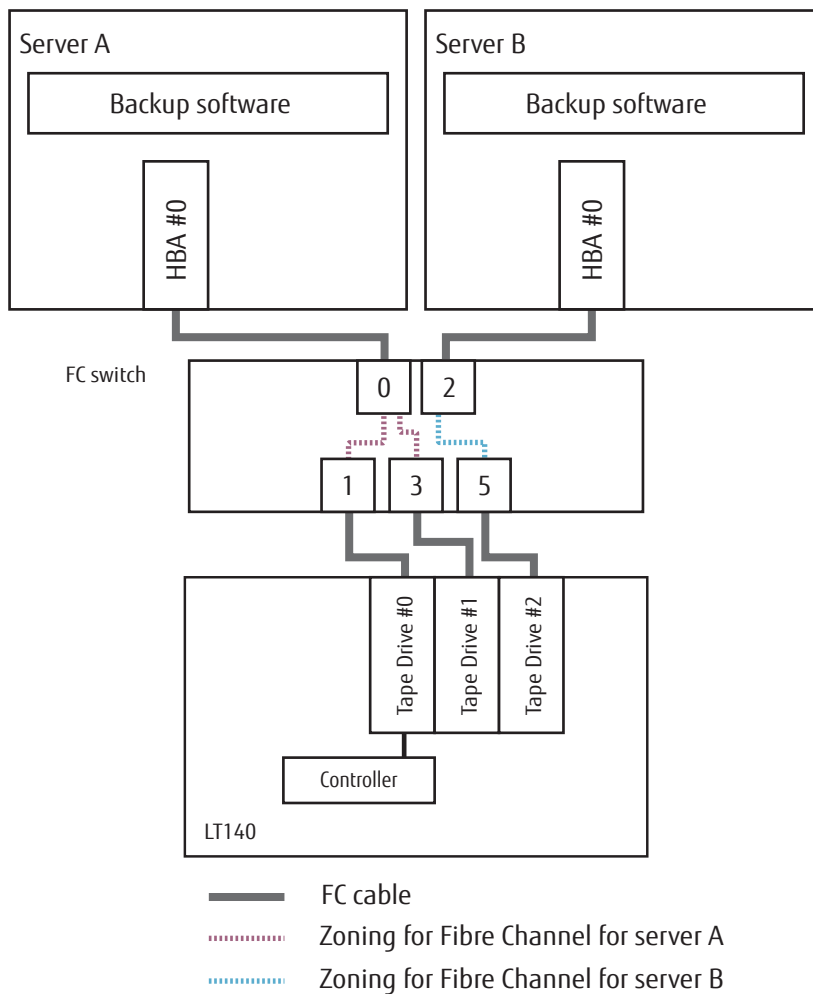 Server A
Server B
Backup software
Backup software
HBA #0
HBA #0
FC switch
0
2
1
3
5
Tape Drive #0
Tape Drive #1
Tape Drive #2
Controller
LT140
FC cable
Zoning for Fibre Channel for server A
Zoning for Fibre Channel for server B